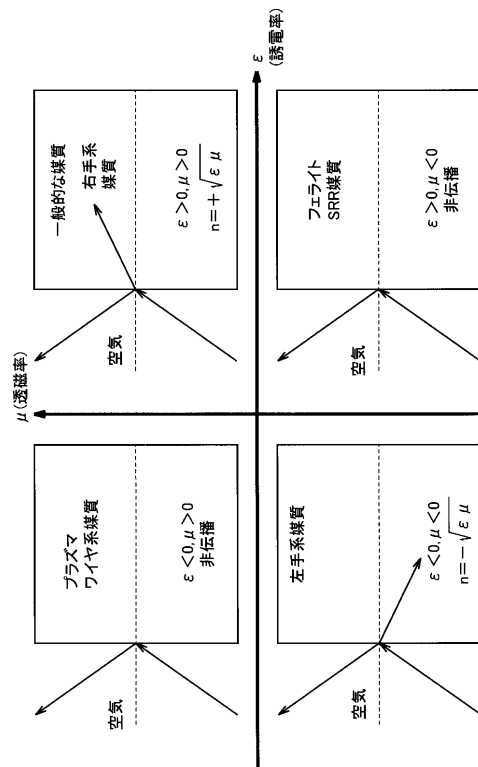 μ(透磁率)
ε
(誘電率)
プラズマ
ワイヤ系媒質
ε<0,μ>0
非伝播
空気
一般的な媒質
右手系
媒質
ε>0,μ>0
n=+√εμ
空気
左手系媒質
ε<0,μ<0
n=-√εμ
空気
フェライト
SRR媒質
ε>0,μ<0
非伝播
空気